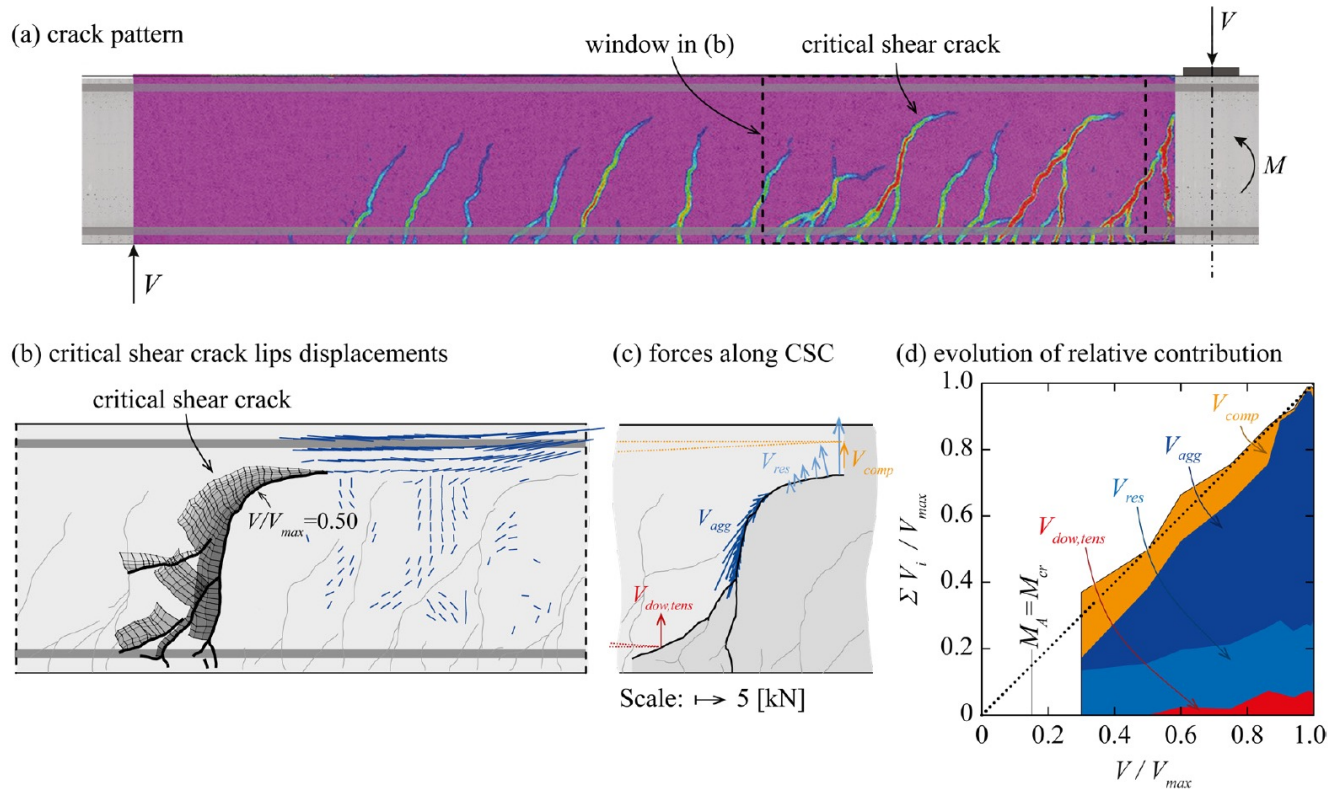 (a) crack pattern
window in (b)
critical shear crack
V
M
V
(b) critical shear crack lips displacements
critical shear crack
V/Vmax=0.50
(c) forces along CSC
Vres
Vcomp
Vagg
Vdow,tens
Scale: ↦ 5 [kN]
(d) evolution of relative contribution
Σ Vi / Vmax
1.0
0.8
0.6
0.4
0.2
0
Vcomp
Vagg
Vres
Vdow,tens
MA=Mcr
0 0.2 0.4 0.6 0.8 1.0
V / Vmax